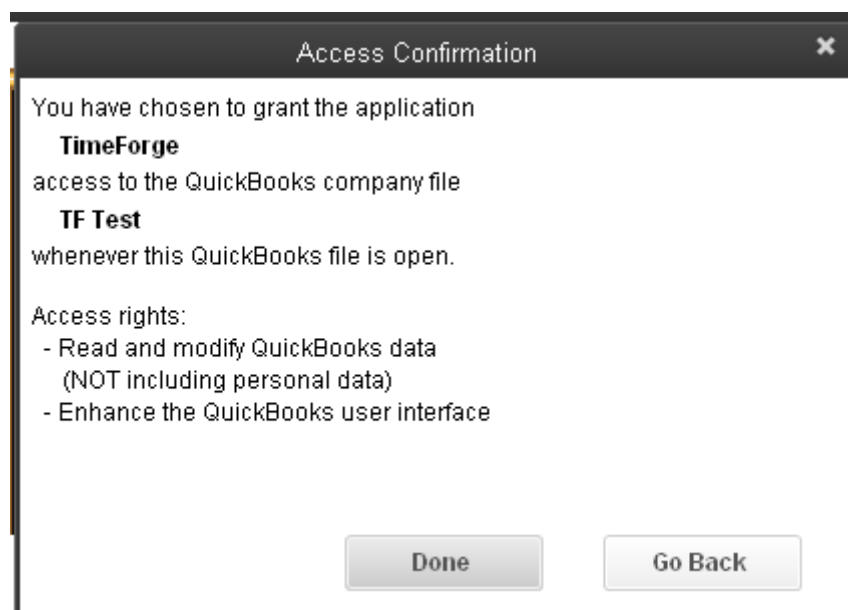 Access Confirmation
You have chosen to grant the application
TimeForge
access to the QuickBooks company file
TF Test
whenever this QuickBooks file is open.
Access rights:
- Read and modify QuickBooks data
(NOT including personal data)
- Enhance the QuickBooks user interface
Done
Go Back